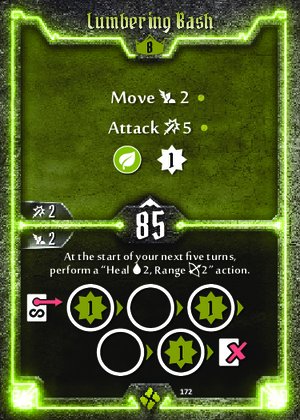 Lumbering Bash
8
Move 2
Attack 5
1
2
85
2
At the start of your next five turns,
perform a "Heal 2, Range 2" action.
1 1
1
172